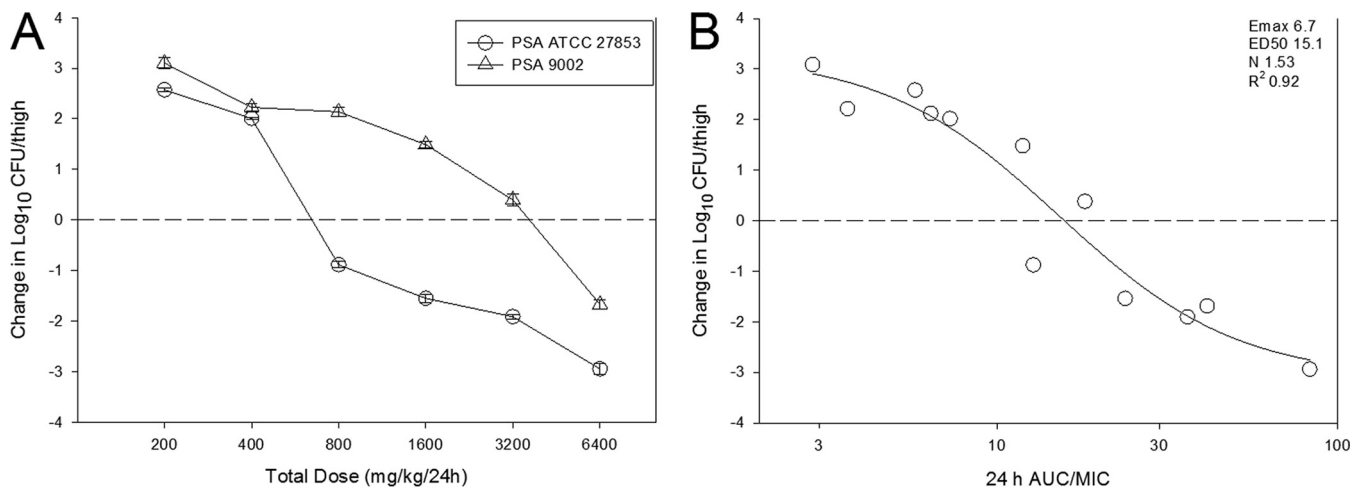 A
PSA ATCC 27853
PSA 9002
4
3
2
1
0
-1
-2
-3
-4
Change in Log10 CFU/thigh
200 400 800 1600 3200 6400
Total Dose (mg/kg/24h)
B
Emax 6.7
ED50 15.1
N 1.53
R2 0.92
4
3
2
1
0
-1
-2
-3
-4
Change in Log10 CFU/thigh
3 10 30 100
24 h AUC/MIC